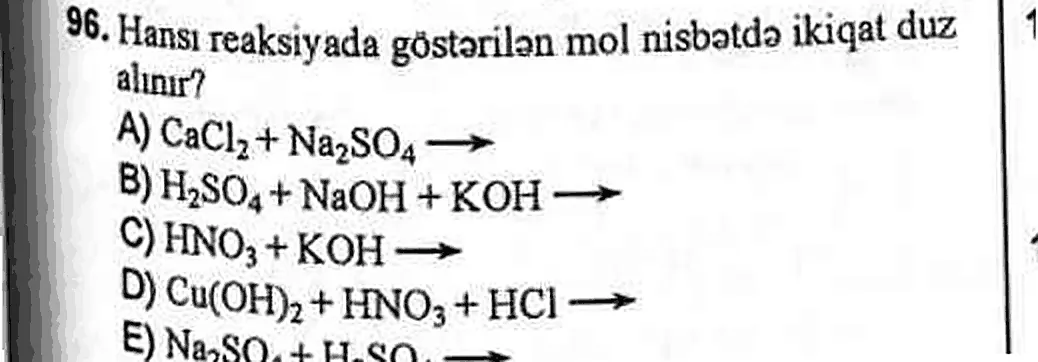 96. Hansı reaksiyada göstərilən mol nisbətdə ikiqat duz
alınır?
A) CaCl₂ + Na₂SO₄ ⟶
B) H₂SO₄ + NaOH + KOH ⟶
C) HNO₃ + KOH ⟶
D) Cu(OH)₂ + HNO₃ + HCl ⟶
E) Na₂SO₄ + H₂SO₄ ⟶